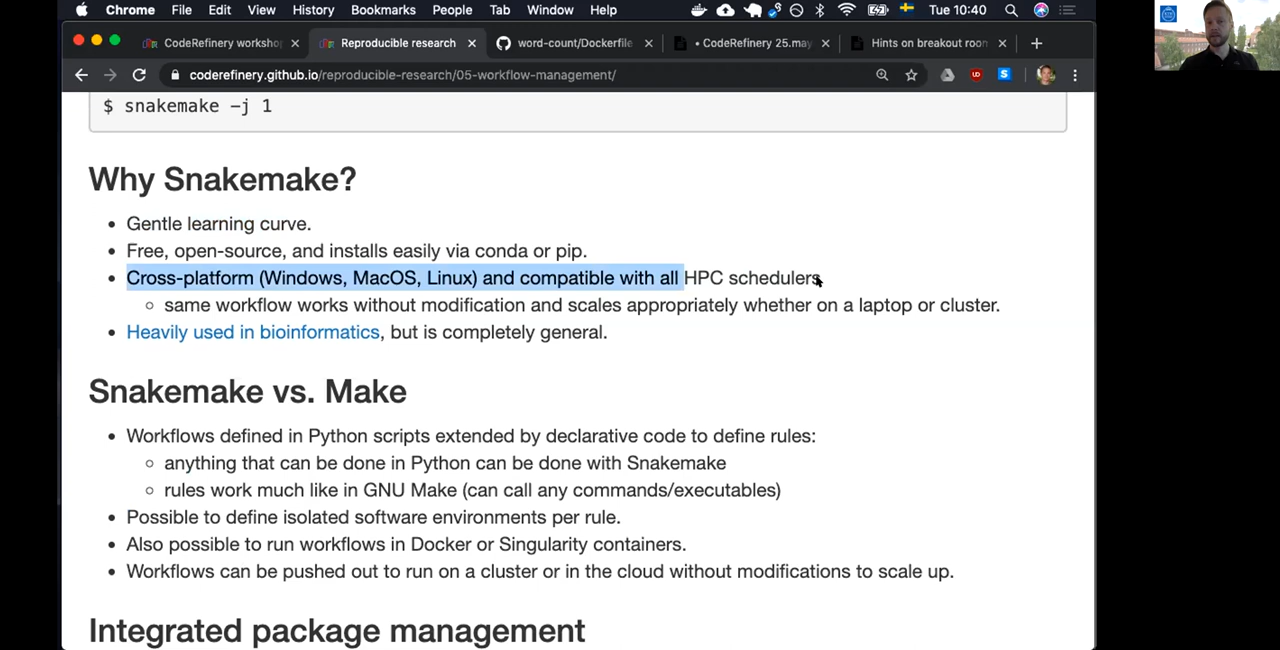 Chrome File Edit View History Bookmarks People Tab Window Help Tue 10:40
CodeRefinery workshop Reproducible research word-count/Dockerfile • CodeRefinery 25.may Hints on breakout room
coderefinery.github.io/reproducible-research/05-workflow-management/
$ snakemake -j 1
Why Snakemake?
• Gentle learning curve.
• Free, open-source, and installs easily via conda or pip.
• Cross-platform (Windows, MacOS, Linux) and compatible with all HPC schedulers
◦ same workflow works without modification and scales appropriately whether on a laptop or cluster.
• Heavily used in bioinformatics, but is completely general.
Snakemake vs. Make
• Workflows defined in Python scripts extended by declarative code to define rules:
◦ anything that can be done in Python can be done with Snakemake
◦ rules work much like in GNU Make (can call any commands/executables)
• Possible to define isolated software environments per rule.
• Also possible to run workflows in Docker or Singularity containers.
• Workflows can be pushed out to run on a cluster or in the cloud without modifications to scale up.
Integrated package management